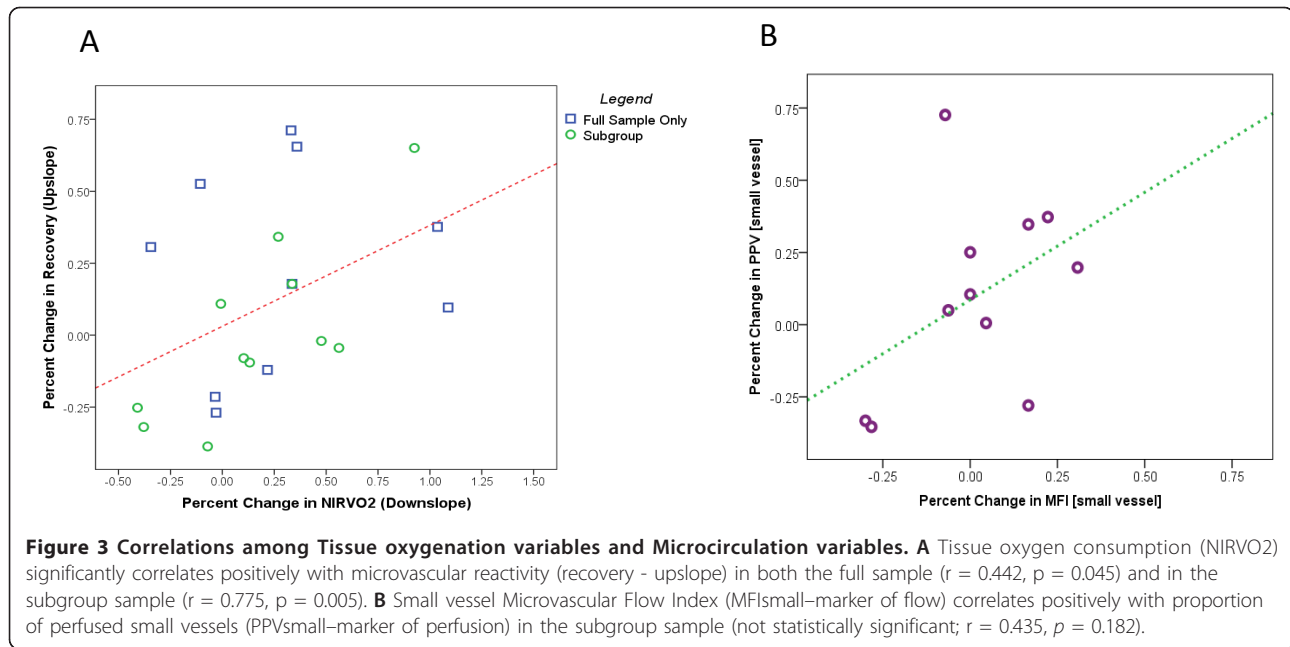 A
B
Legend
Full Sample Only
Subgroup
Percent Change in Recovery (Upslope)
0.75
0.50
0.25
0.00
-0.25
-0.50 -0.25 0.00 0.25 0.50 0.75 1.00 1.25 1.50
Percent Change in NIRVO2 (Downslope)
Percent Change in PPV [small vessel]
0.75
0.50
0.25
0.00
-0.25
-0.25 0.00 0.25 0.50 0.75
Percent Change in MFI [small vessel]
Figure 3 Correlations among Tissue oxygenation variables and Microcirculation variables. A Tissue oxygen consumption (NIRVO2)
significantly correlates positively with microvascular reactivity (recovery - upslope) in both the full sample (r = 0.442, p = 0.045) and in the
subgroup sample (r = 0.775, p = 0.005). B Small vessel Microvascular Flow Index (MFIsmall–marker of flow) correlates positively with proportion
of perfused small vessels (PPVsmall–marker of perfusion) in the subgroup sample (not statistically significant; r = 0.435, p = 0.182).